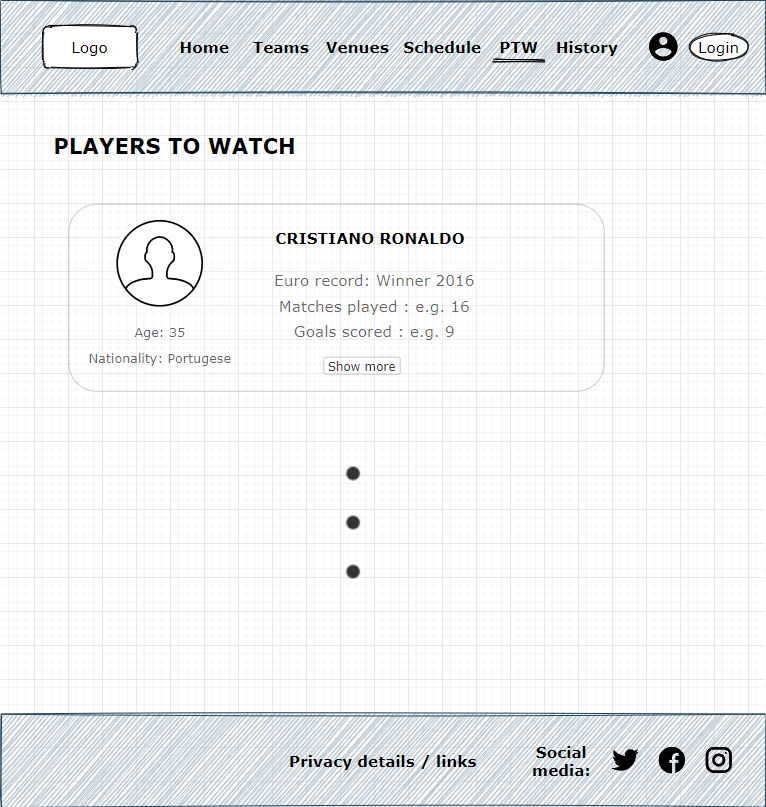 Logo Home Teams Venues Schedule PTW History Login
PLAYERS TO WATCH
CRISTIANO RONALDO
Euro record: Winner 2016
Matches played : e.g. 16
Goals scored : e.g. 9
Show more
Age: 35
Nationality: Portugese
Privacy details / links
Social
media: